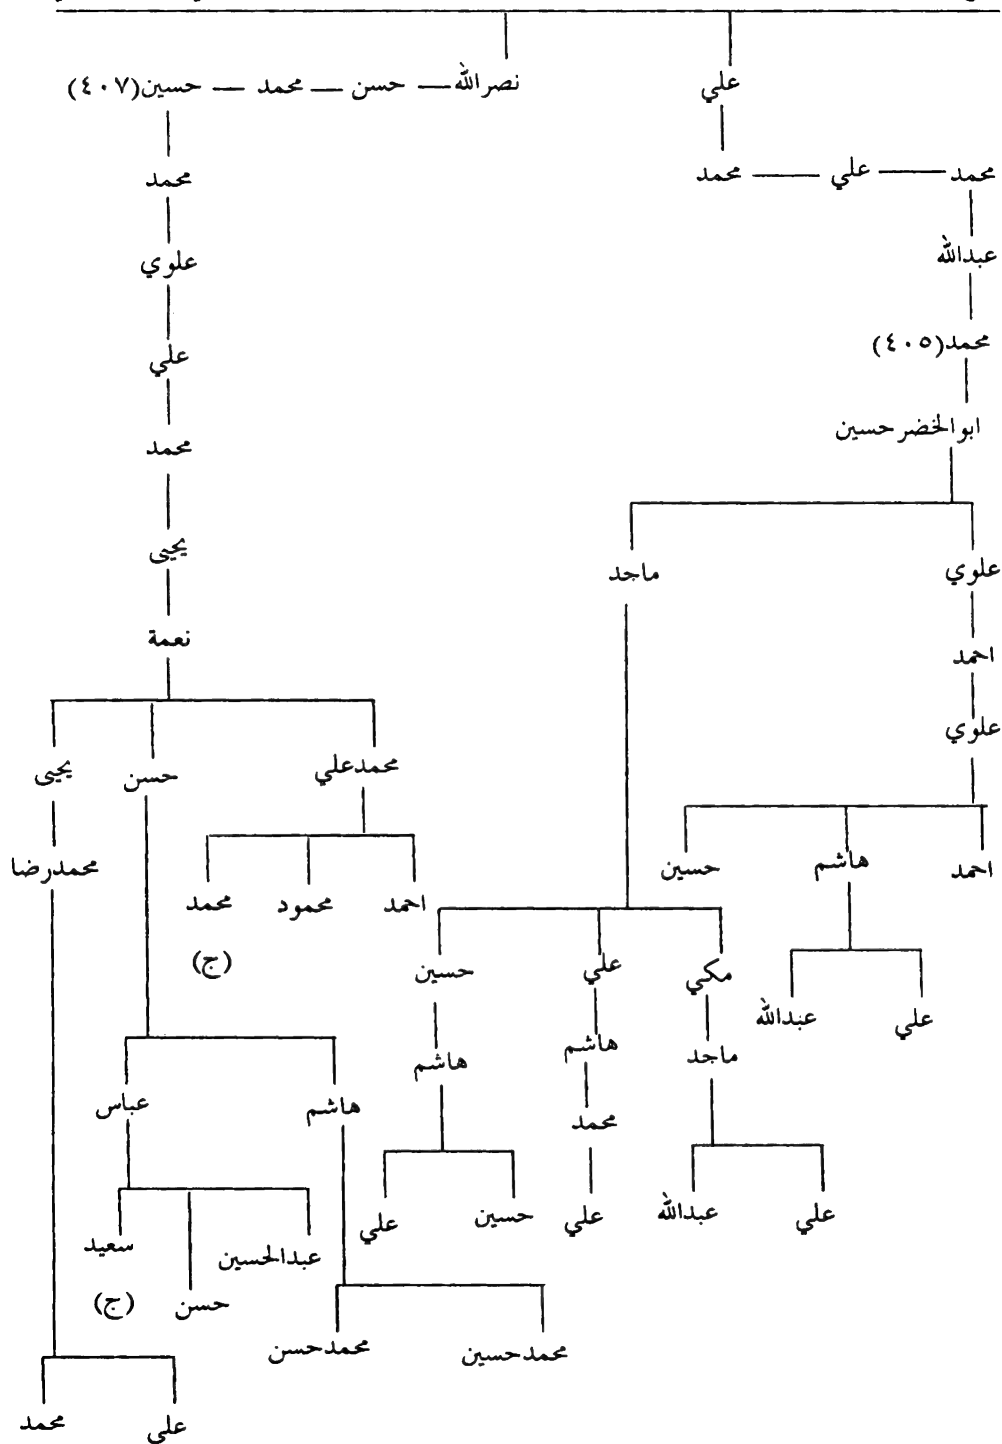 علي
نصرالله — حسن — محمد — حسين (٤٠٧)
محمد — علي — محمد
محمد
عبدالله
علوي
محمد (٤٠٥)
علي
ابوالخضر حسين
محمد
يحيى
علوي
ماجد
نعمة
احمد
علوي
محمدعلي
حسن
يحيى
احمد
هاشم
حسين
محمدرضا
احمد
محمود
محمد
(ج)
مكي
علي
حسين
علي
عبدالله
ماجد
هاشم
هاشم
هاشم
عباس
محمد
علي
عبدالله
علي
حسين
علي
عبدالحسين
سعيد
حسن
(ج)
محمدحسين
محمدحسن
علي
محمد